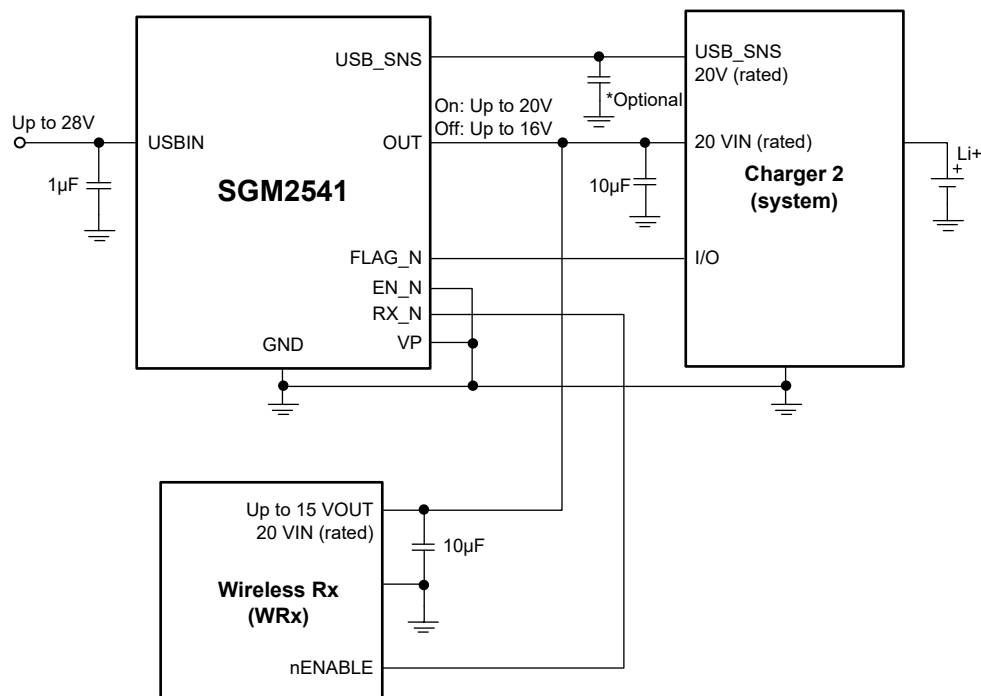 USB_SNS
USB_SNS
20V (rated)
*Optional
Up to 28V
On: Up to 20V
Off: Up to 16V
USBIN
OUT
20 VIN (rated)
Li+
+
1µF
SGM2541
10µF
Charger 2
(system)
FLAG_N
I/O
EN_N
RX_N
VP
GND
Up to 15 VOUT
20 VIN (rated)
10µF
Wireless Rx
(WRx)
nENABLE